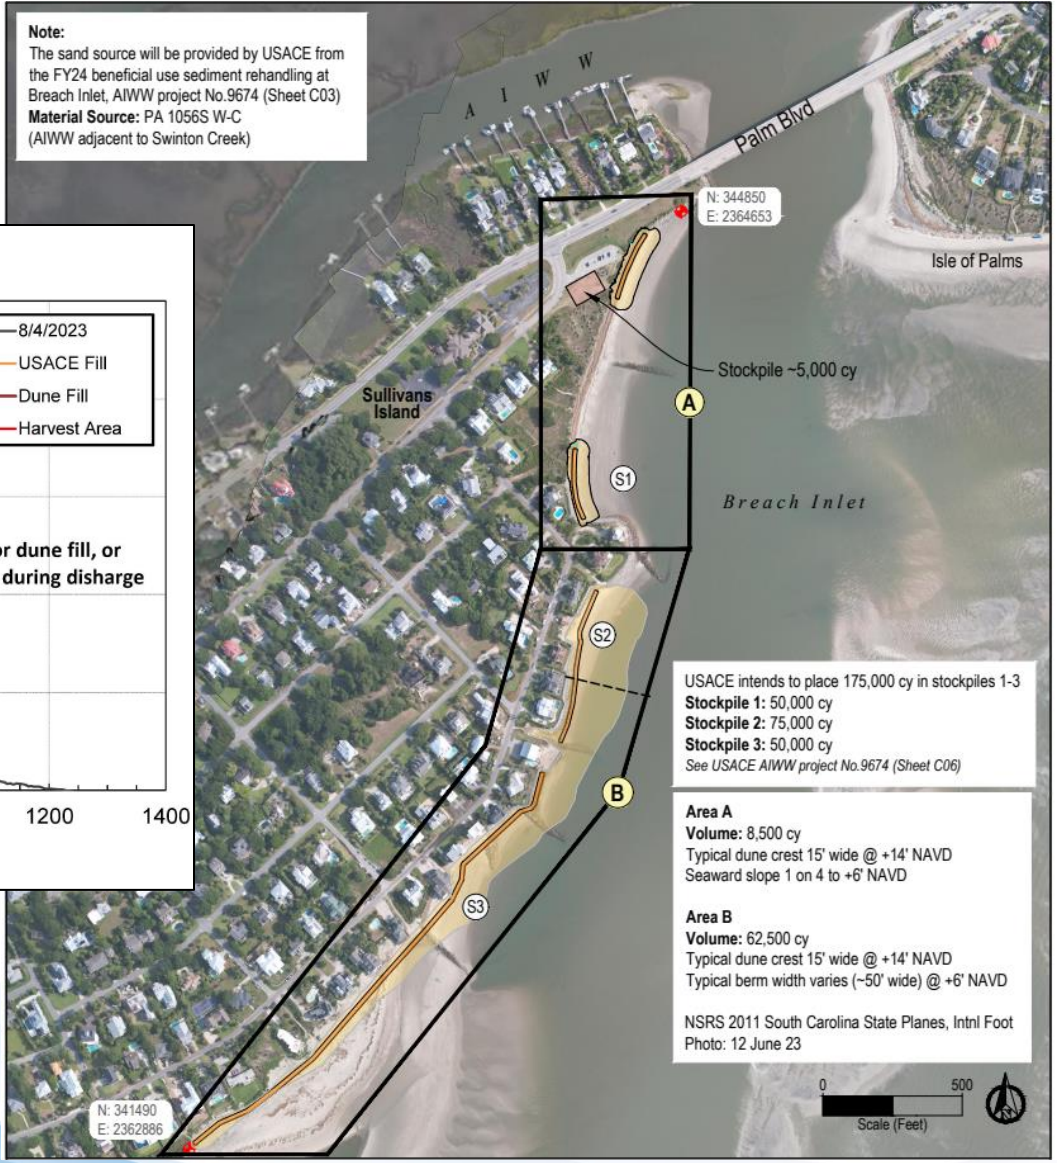 Note:
The sand source will be provided by USACE from
the FY24 beneficial use sediment rehandling at
Breach Inlet, AIWW project No.9674 (Sheet C03)
Material Source: PA 1056S W-C
(AIWW adjacent to Swinton Creek)
A I W W
Palm Blvd
N: 344850
E: 2364653
Isle of Palms
8/4/2023
USACE Fill
Dune Fill
Harvest Area
Stockpile ~5,000 cy
Sullivans
Island
A
S1
Breach Inlet
or dune fill, or
during disharge
S2
USACE intends to place 175,000 cy in stockpiles 1-3
Stockpile 1: 50,000 cy
Stockpile 2: 75,000 cy
Stockpile 3: 50,000 cy
See USACE AIWW project No.9674 (Sheet C06)
B
1200 1400
Area A
Volume: 8,500 cy
Typical dune crest 15' wide @ +14' NAVD
Seaward slope 1 on 4 to +6' NAVD
S3
Area B
Volume: 62,500 cy
Typical dune crest 15' wide @ +14' NAVD
Typical berm width varies (~50' wide) @ +6' NAVD
NSRS 2011 South Carolina State Planes, Intnl Foot
Photo: 12 June 23
0 500
Scale (Feet)
N: 341490
E: 2362886